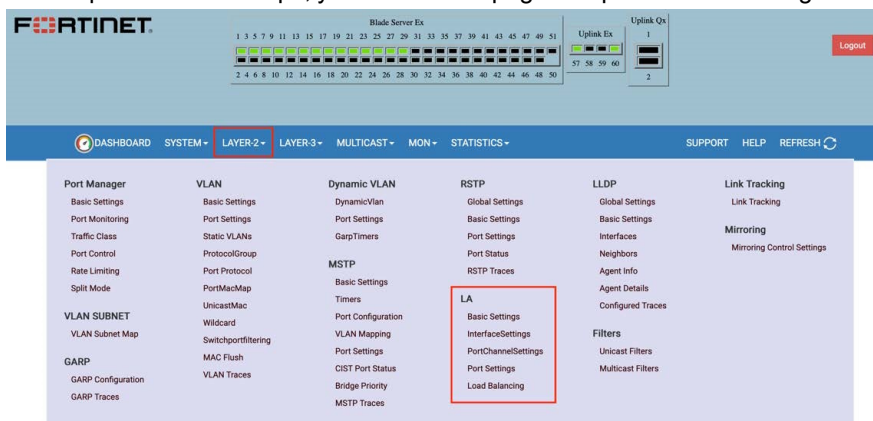 FORTINET
Blade Server Ex
1 3 5 7 9 11 13 15 17 19 21 23 25 27 29 31 33 35 37 39 41 43 45 47 49 51
2 4 6 8 10 12 14 16 18 20 22 24 26 28 30 32 34 36 38 40 42 44 46 48 50
Uplink Ex
57 58 59 60
Uplink Qx
1
2
Logout
DASHBOARD SYSTEM LAYER-2 LAYER-3 MULTICAST MON STATISTICS SUPPORT HELP REFRESH
Port Manager
Basic Settings
Port Monitoring
Traffic Class
Port Control
Rate Limiting
Split Mode
VLAN SUBNET
VLAN Subnet Map
GARP
GARP Configuration
GARP Traces
VLAN
Basic Settings
Port Settings
Static VLANs
ProtocolGroup
Port Protocol
PortMacMap
UnicastMac
Wildcard
Switchportfiltering
MAC Flush
VLAN Traces
Dynamic VLAN
DynamicVlan
Port Settings
GarpTimers
MSTP
Basic Settings
Timers
Port Configuration
VLAN Mapping
Port Settings
CIST Port Status
Bridge Priority
MSTP Traces
RSTP
Global Settings
Basic Settings
Port Settings
Port Status
RSTP Traces
LA
Basic Settings
InterfaceSettings
PortChannelSettings
Port Settings
Load Balancing
LLDP
Global Settings
Basic Settings
Interfaces
Neighbors
Agent Info
Agent Details
Configured Traces
Filters
Unicast Filters
Multicast Filters
Link Tracking
Link Tracking
Mirroring
Mirroring Control Settings